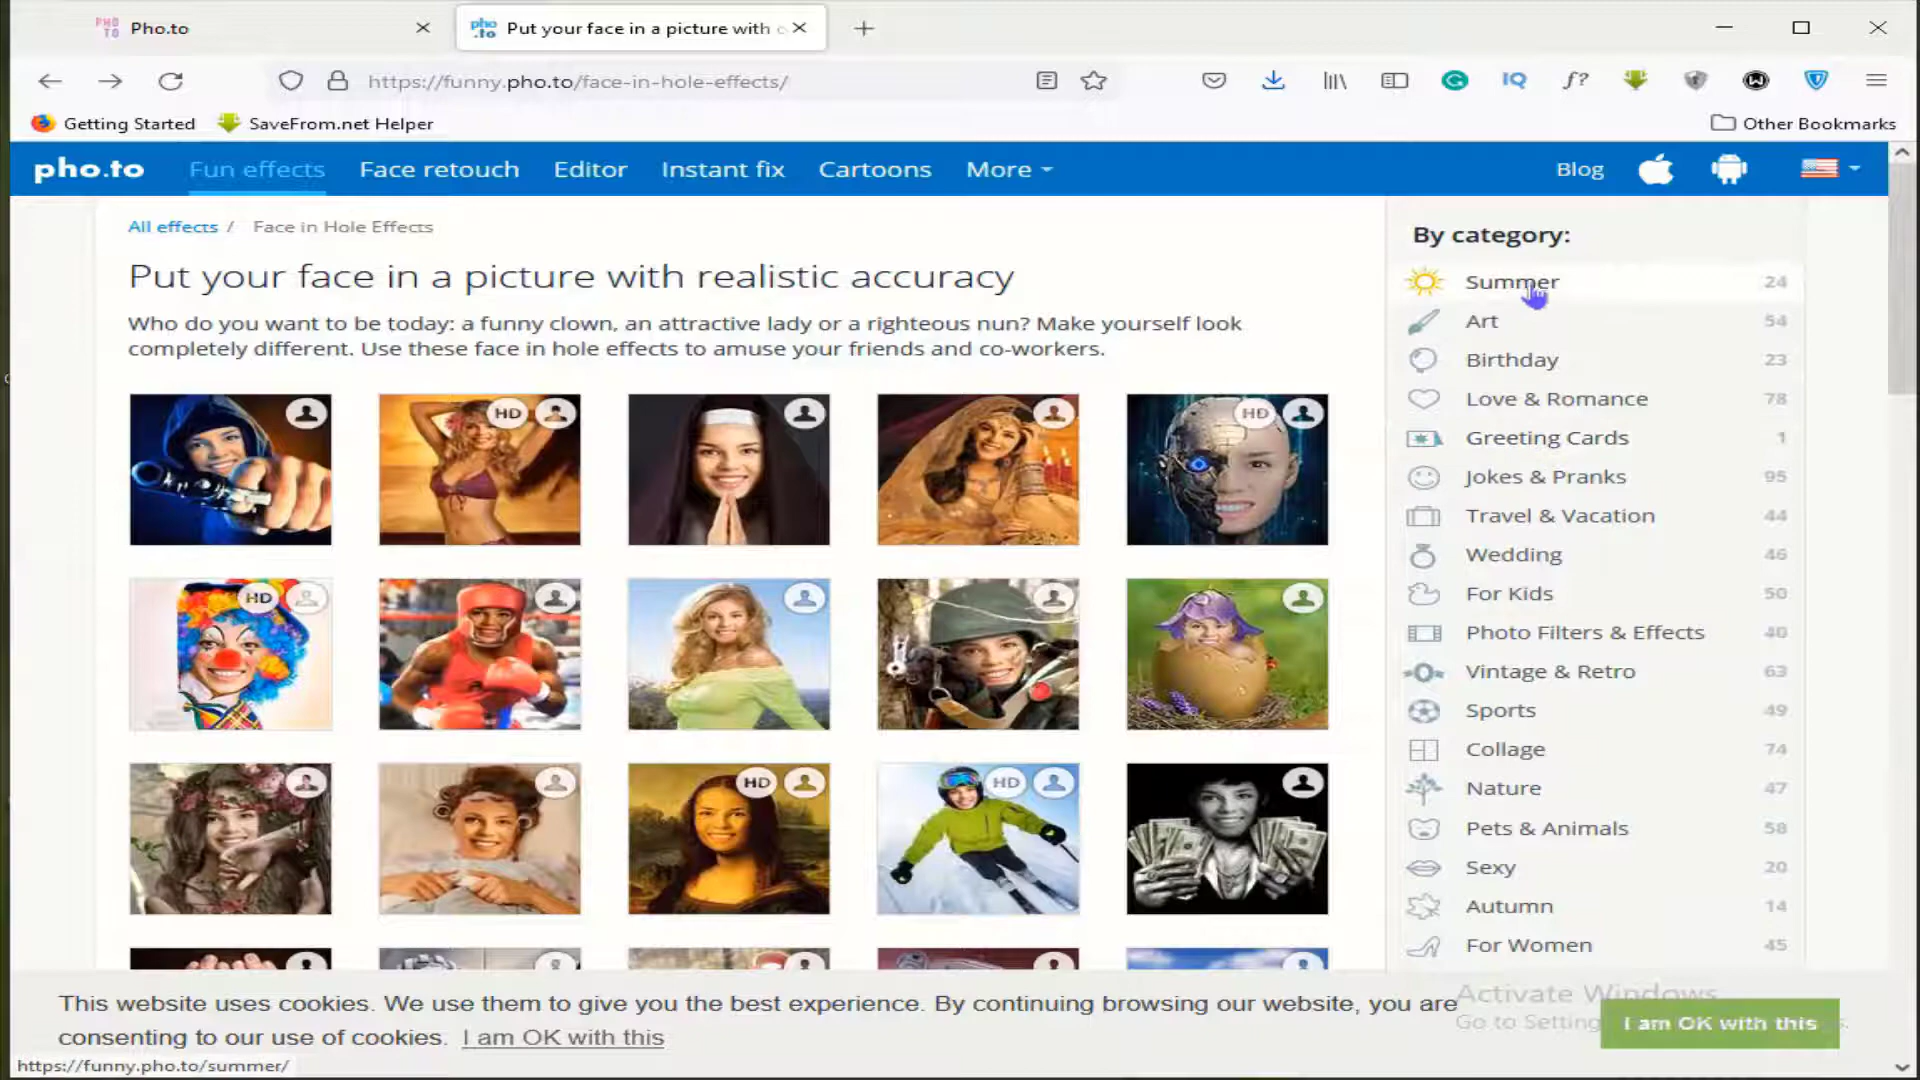 PHO TO Pho.to
pho .to Put your face in a picture with c
https://funny.pho.to/face-in-hole-effects/
IQ f?
Getting Started SaveFrom.net Helper Other Bookmarks
pho.to Fun effects Face retouch Editor Instant fix Cartoons More Blog
All effects / Face in Hole Effects
Put your face in a picture with realistic accuracy
Who do you want to be today: a funny clown, an attractive lady or a righteous nun? Make yourself look
completely different. Use these face in hole effects to amuse your friends and co-workers.
HD HD
HD
HD HD
By category:
Summer 24
Art 54
Birthday 23
Love & Romance 78
Greeting Cards 1
Jokes & Pranks 95
Travel & Vacation 44
Wedding 46
For Kids 50
Photo Filters & Effects 40
Vintage & Retro 63
Sports 49
Collage 74
Nature 47
Pets & Animals 58
Sexy 20
Autumn 14
For Women 45
This website uses cookies. We use them to give you the best experience. By continuing browsing our website, you are
consenting to our use of cookies. I am OK with this
Activate Windows
Go to Setting
I am OK with this
https://funny.pho.to/summer/